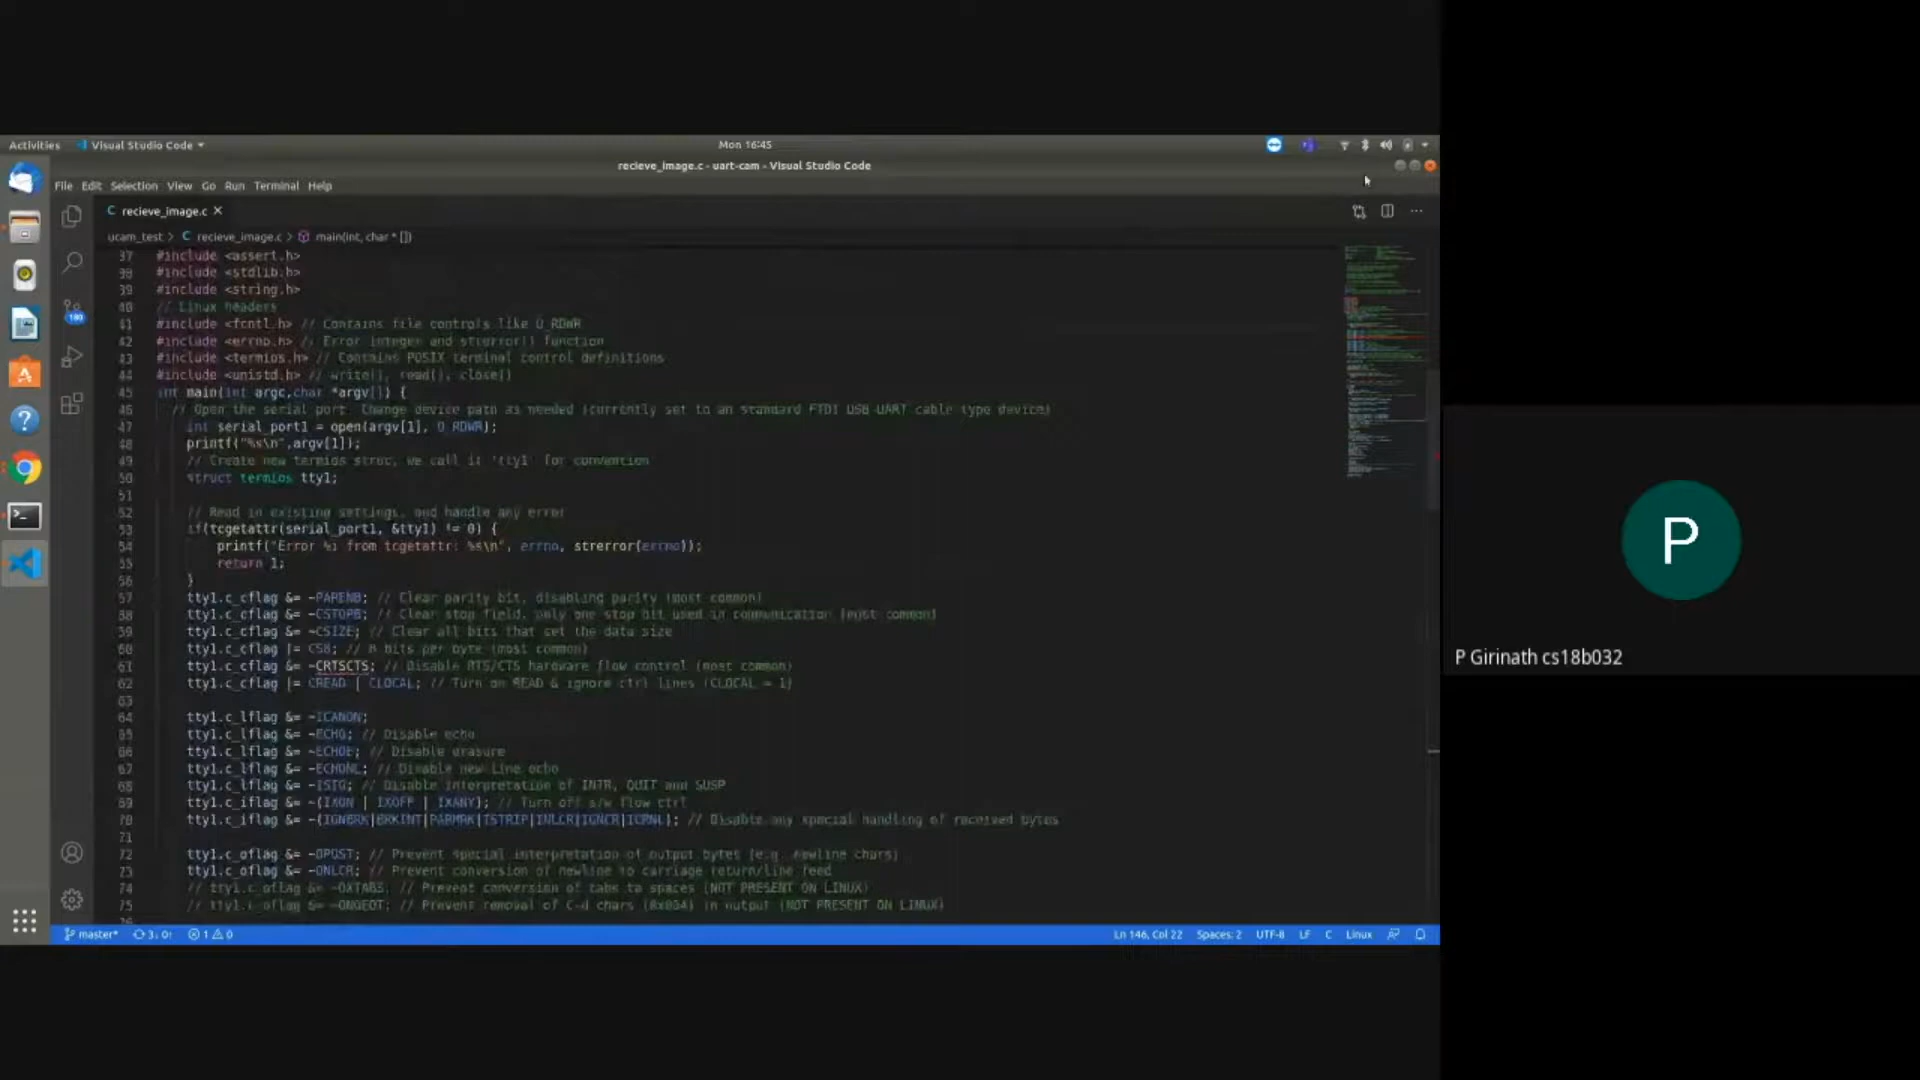 Activities
Visual Studio Code
Mon 16:45
recieve_image.c - uart-cam - Visual Studio Code
File Edit Selection View Go Run Terminal Help
C recieve_image.c
ucam_test > C recieve_image.c > main(int, char * [])
37 #include <assert.h>
38 #include <stdlib.h>
39 #include <string.h>
40 // Linux headers
41 #include <fcntl.h> // Contains file controls like O_RDWR
42 #include <errno.h> // Error integer and strerror() function
43 #include <termios.h> // Contains POSIX terminal control definitions
44 #include <unistd.h> // write(), read(), close()
45 int main(int argc,char *argv[]) {
46 // Open the serial port. Change device path as needed (currently set to an standard FTDI USB-UART cable type device)
47 int serial_port1 = open(argv[1], O_RDWR);
48 printf("%s\n",argv[1]);
49 // Create new termios struc, we call it 'tty1' for convention
50 struct termios tty1;
51
52 // Read in existing settings, and handle any error
53 if(tcgetattr(serial_port1, &tty1) != 0) {
54 printf("Error %i from tcgetattr: %s\n", errno, strerror(errno));
55 return 1;
56 }
57 tty1.c_cflag &= ~PARENB; // Clear parity bit, disabling parity (most common)
58 tty1.c_cflag &= ~CSTOPB; // Clear stop field, only one stop bit used in communication (most common)
59 tty1.c_cflag &= ~CSIZE; // Clear all bits that set the data size
60 tty1.c_cflag |= CS8; // 8 bits per byte (most common)
61 tty1.c_cflag &= ~CRTSCTS; // Disable RTS/CTS hardware flow control (most common)
62 tty1.c_cflag |= CREAD | CLOCAL; // Turn on READ & ignore ctrl lines (CLOCAL = 1)
63
64 tty1.c_lflag &= ~ICANON;
65 tty1.c_lflag &= ~ECHO; // Disable echo
66 tty1.c_lflag &= ~ECHOE; // Disable erasure
67 tty1.c_lflag &= ~ECHONL; // Disable new-line echo
68 tty1.c_lflag &= ~ISIG; // Disable interpretation of INTR, QUIT and SUSP
69 tty1.c_iflag &= ~(IXON | IXOFF | IXANY); // Turn off s/w flow ctrl
70 tty1.c_iflag &= ~(IGNBRK|BRKINT|PARMRK|ISTRIP|INLCR|IGNCR|ICRNL); // Disable any special handling of received bytes
71
72 tty1.c_oflag &= ~OPOST; // Prevent special interpretation of output bytes (e.g. newline chars)
73 tty1.c_oflag &= ~ONLCR; // Prevent conversion of newline to carriage return/line feed
74 // tty1.c_oflag &= ~OXTABS; // Prevent conversion of tabs to spaces (NOT PRESENT ON LINUX)
75 // tty1.c_oflag &= ~ONOEOT; // Prevent removal of C-d chars (0x004) in output (NOT PRESENT ON LINUX)
180
master* 3↓ 0↑ 1 0
Ln 146, Col 22 Spaces: 2 UTF-8 LF C Linux
P
P Girinath cs18b032